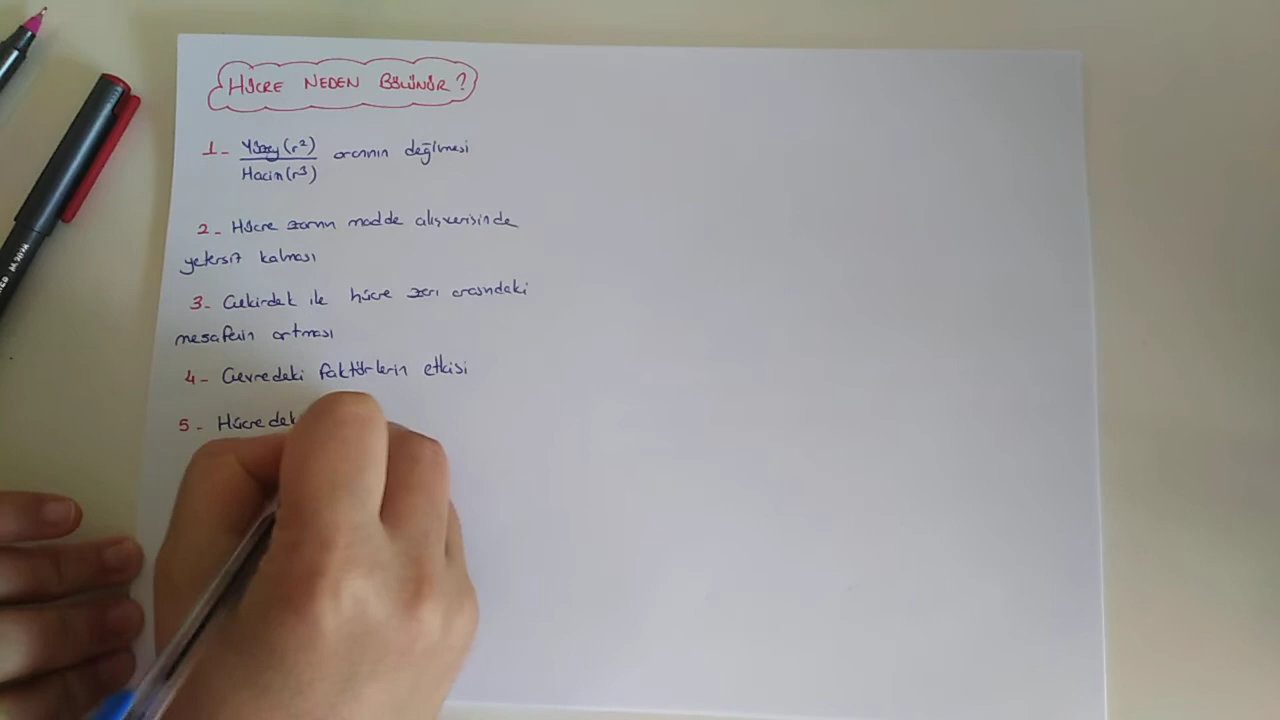 HÜCRE NEDEN BÖLÜNÜR?
1- Yüzey (r²)
Hacim (r³) oranının değişmesi
2- Hücre zarının madde alışverişinde
yetersiz kalması
3- Çekirdek ile hücre zarı arasındaki
mesafenin artması
4- Çevredeki faktörlerin etkisi
5- Hücredek